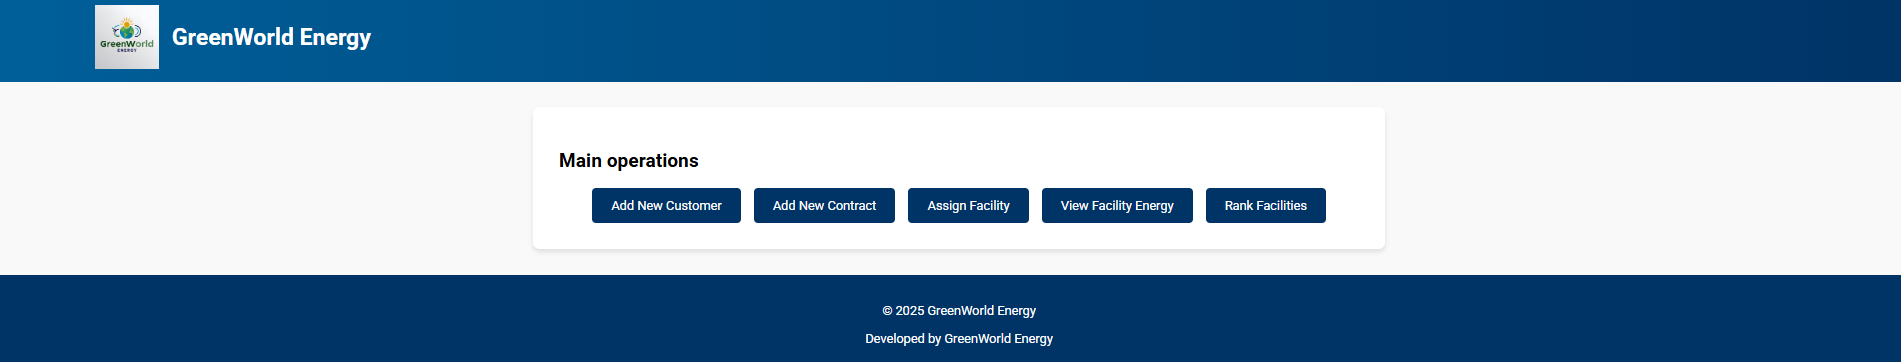 GreenWorld
ENERGY
GreenWorld Energy
Main operations
Add New Customer
Add New Contract
Assign Facility
View Facility Energy
Rank Facilities
© 2025 GreenWorld Energy
Developed by GreenWorld Energy